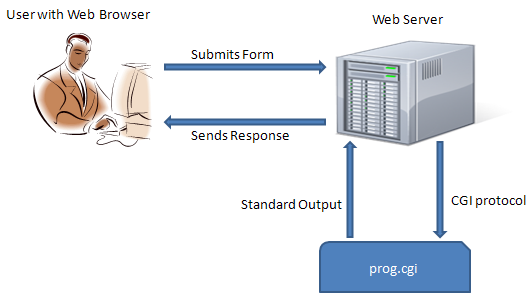 User with Web Browser
Web Server
Submits Form
Sends Response
Standard Output
CGI protocol
prog.cgi